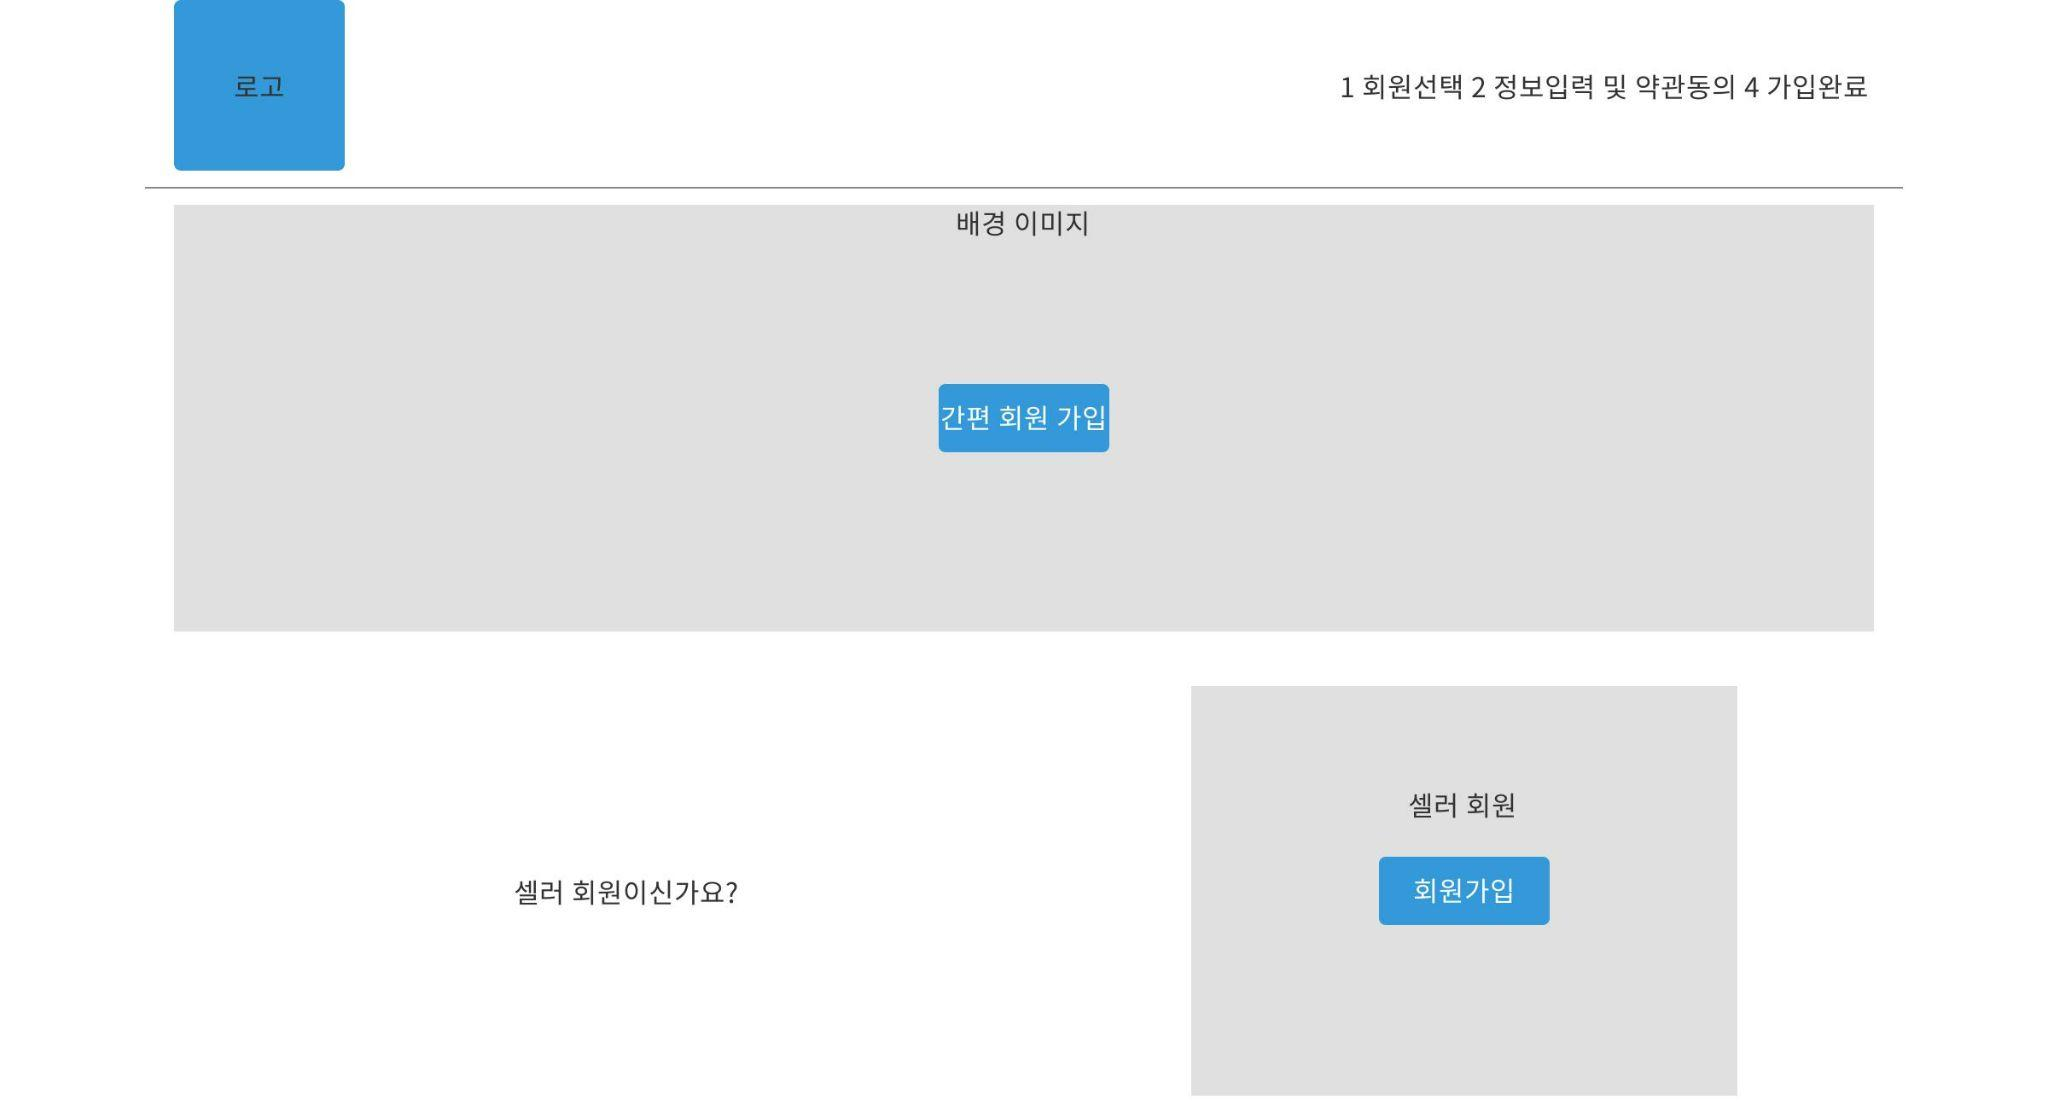 로고
1 회원선택 2 정보입력 및 약관동의 4 가입완료
배경 이미지
간편 회원 가입
셀러 회원
셀러 회원이신가요?
회원가입